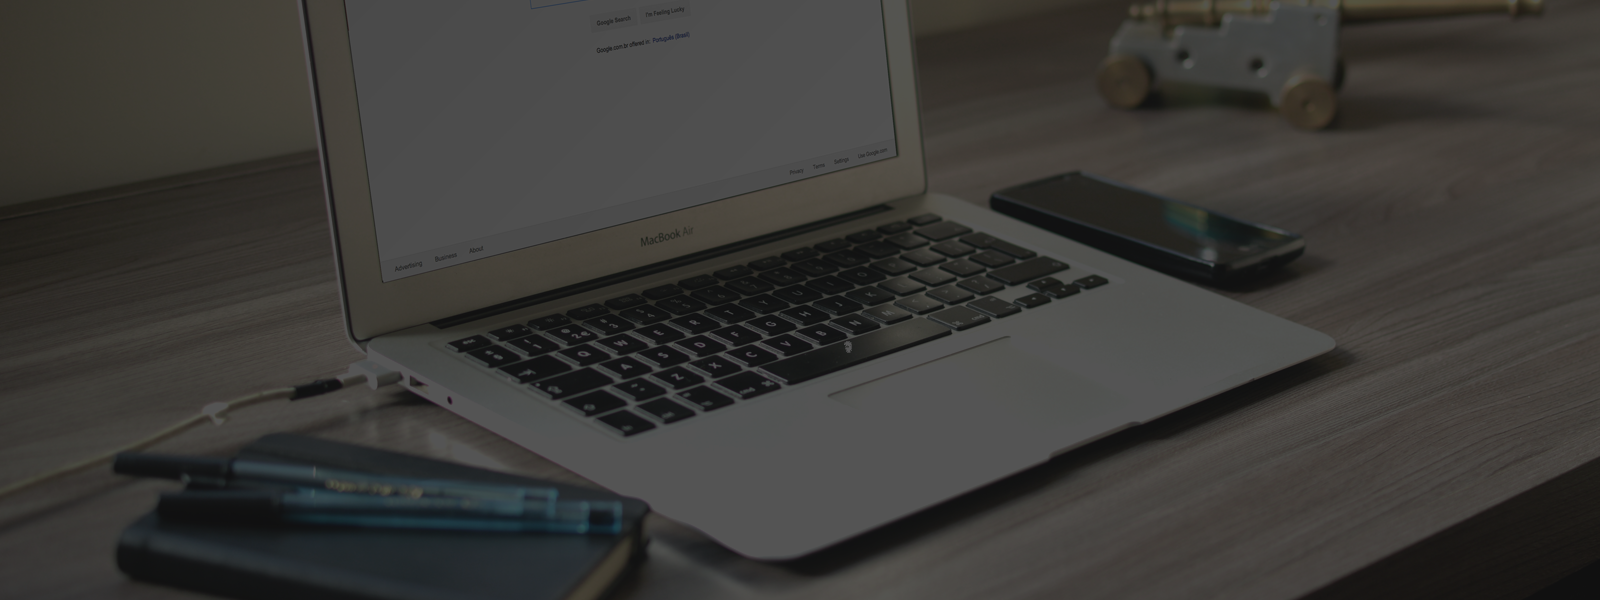 Google Search I'm Feeling Lucky
Google.com.br offered in: Português (Brasil)
Privacy Terms Settings Use Google.com
Advertising Business About
MacBook Air
Q W E R T Y
A S D F G H
Z X C V B N M